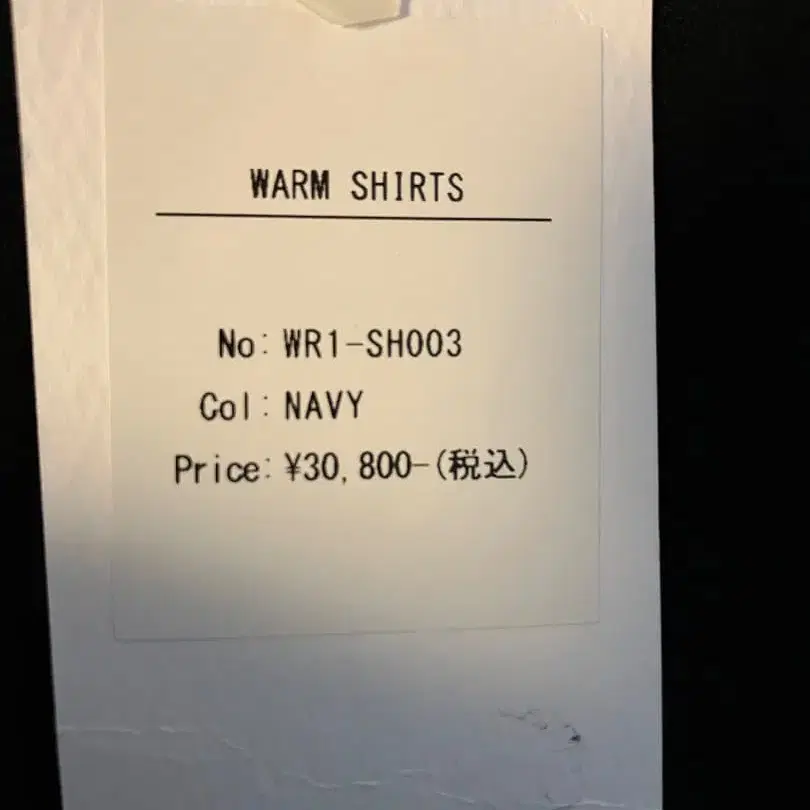 WARM SHIRTS
No: WR1-SH003
Col: NAVY
Price: ¥30,800-(税込)